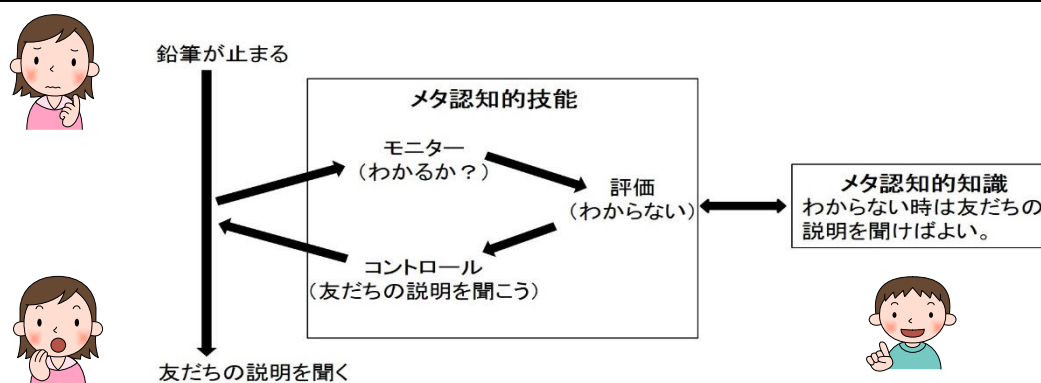 鉛筆が止まる
メタ認知的技能
モニター
(わかるか?)
評価
(わからない)
コントロール
(友だちの説明を聞こう)
メタ認知的知識
わからない時は友だちの
説明を聞けばよい。
友だちの説明を聞く